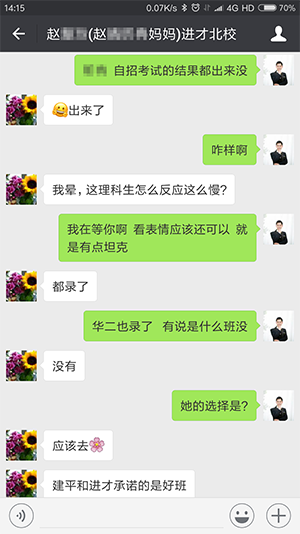 14:15
0.07K/s
4G HD
70%
赵 (赵 妈妈)进才北校
自招考试的结果都出来没
出来了
咋样啊
我晕，这理科生怎么反应这么慢?
我在等你啊 看表情应该还可以 就
是有点坦克
都录了
华二也录了 有说是什么班没
没有
她的选择是?
应该去
建平和进才承诺的是好班